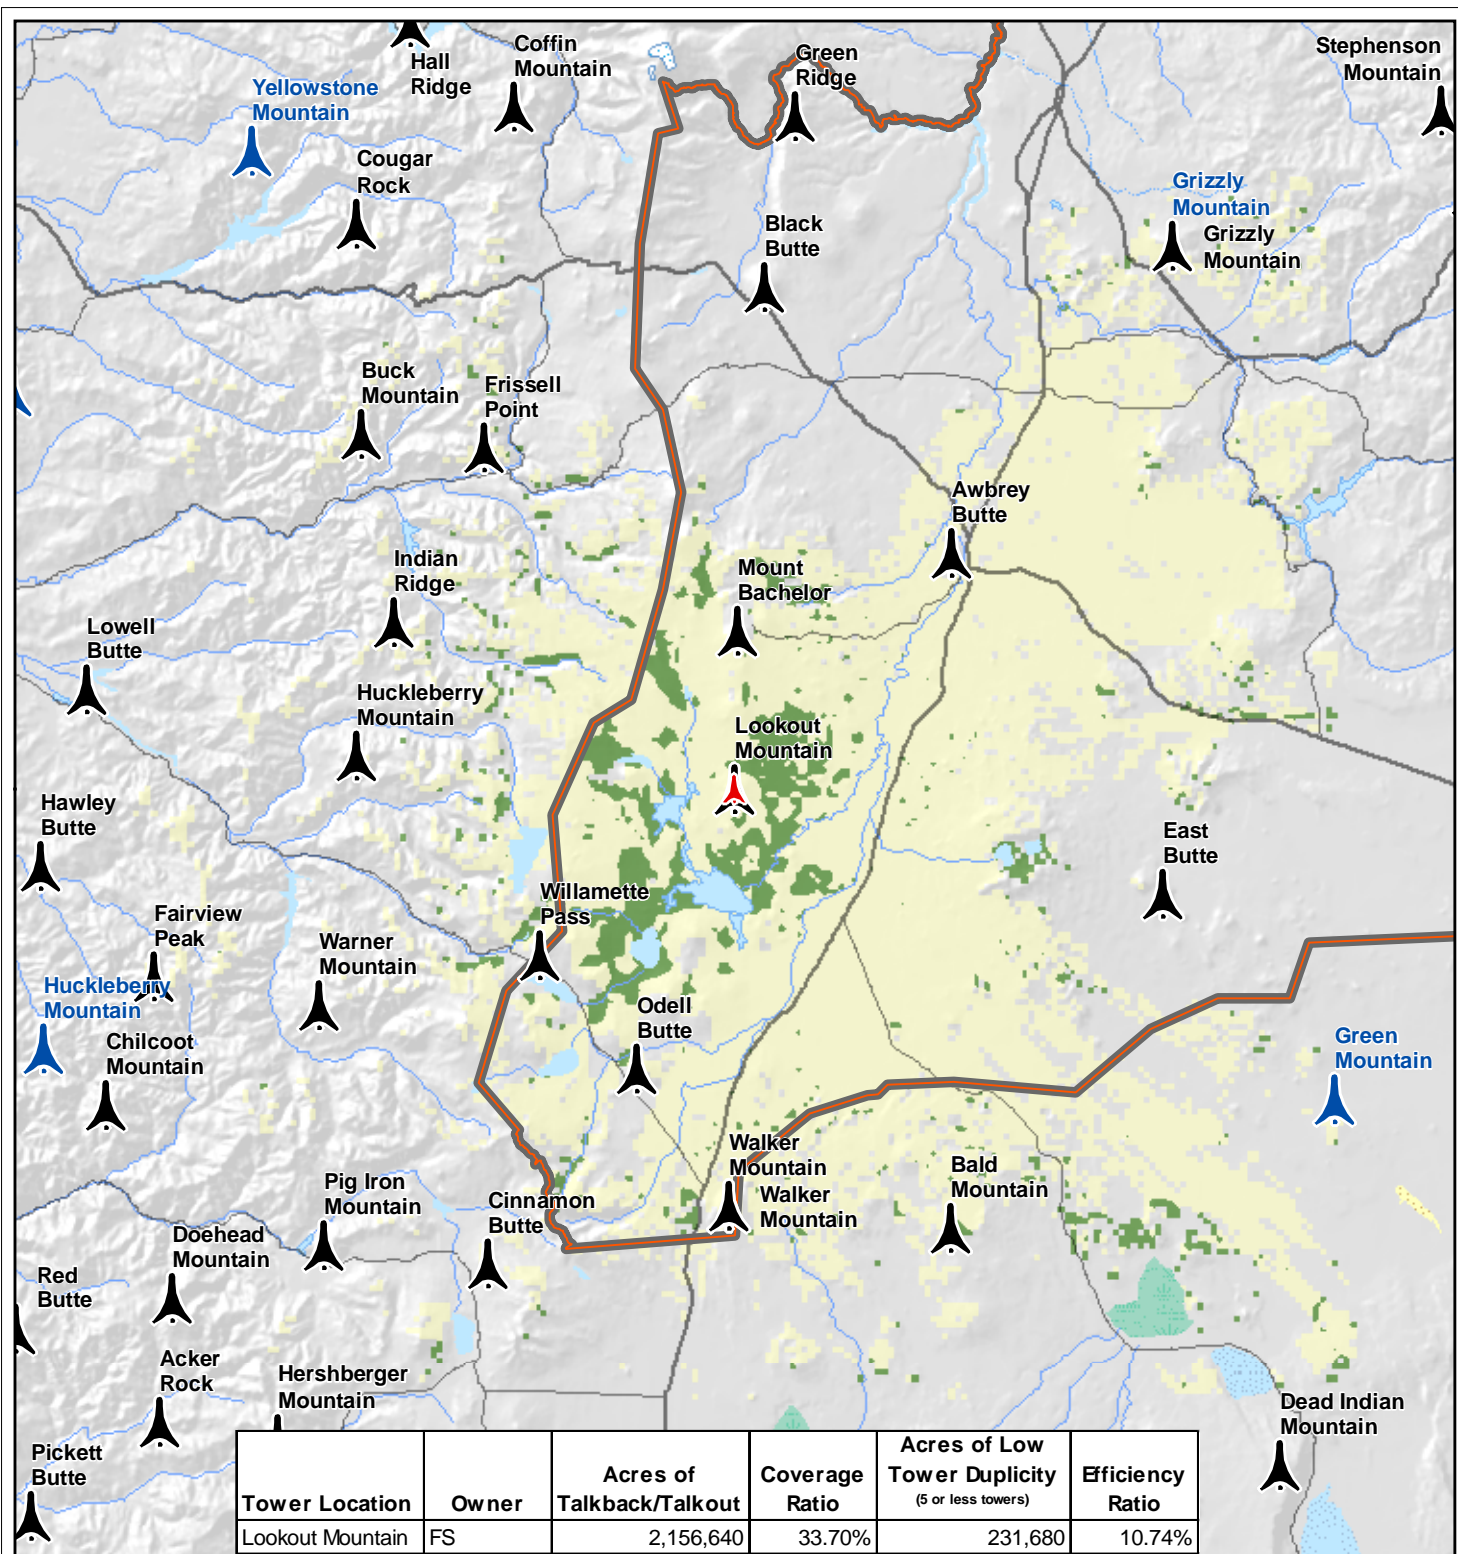 Hall
Ridge
Coffin
Mountain
Green
Ridge
Stephenson
Mountain
Yellowstone
Mountain
Cougar
Rock
Grizzly
Mountain
Grizzly
Mountain
Black
Butte
Buck
Mountain
Frissell
Point
Awbrey
Butte
Indian
Ridge
Mount
Bachelor
Lowell
Butte
Huckleberry
Mountain
Lookout
Mountain
Hawley
Butte
East
Butte
Willamette
Pass
Fairview
Peak
Warner
Mountain
Huckleberry
Mountain
Odell
Butte
Chilcoot
Mountain
Green
Mountain
Walker
Mountain
Walker
Mountain
Bald
Mountain
Pig Iron
Mountain
Cinnamon
Butte
Doehead
Mountain
Red
Butte
Acker
Rock
Hershberger
Mountain
Dead Indian
Mountain
Pickett
Butte
Tower Location
Owner
Acres of
Talkback/Talkout
Coverage
Ratio
Acres of Low
Tower Duplicity
(5 or less towers)
Efficiency
Ratio
Lookout Mountain FS 2,156,640 33.70% 231,680 10.74%